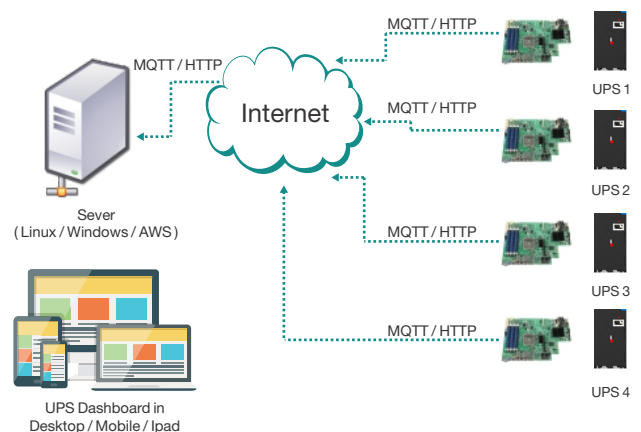 MQTT / HTTP
UPS 1
MQTT / HTTP
Internet
MQTT / HTTP
UPS 2
Sever
( Linux / Windows / AWS )
MQTT / HTTP
UPS 3
MQTT / HTTP
UPS 4
UPS Dashboard in
Desktop / Mobile / Ipad